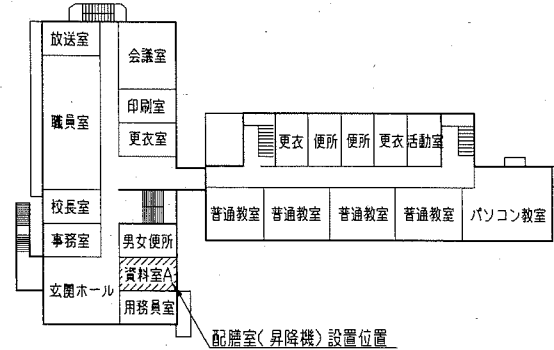 放送室
会議室
職員室
印刷室
更衣室
更衣
便所
便所
更衣
活動室
校長室
普通教室
普通教室
普通教室
普通教室
パソコン教室
事務室
男女便所
資料室A
玄関ホール
用務員室
配膳室(昇降機)設置位置